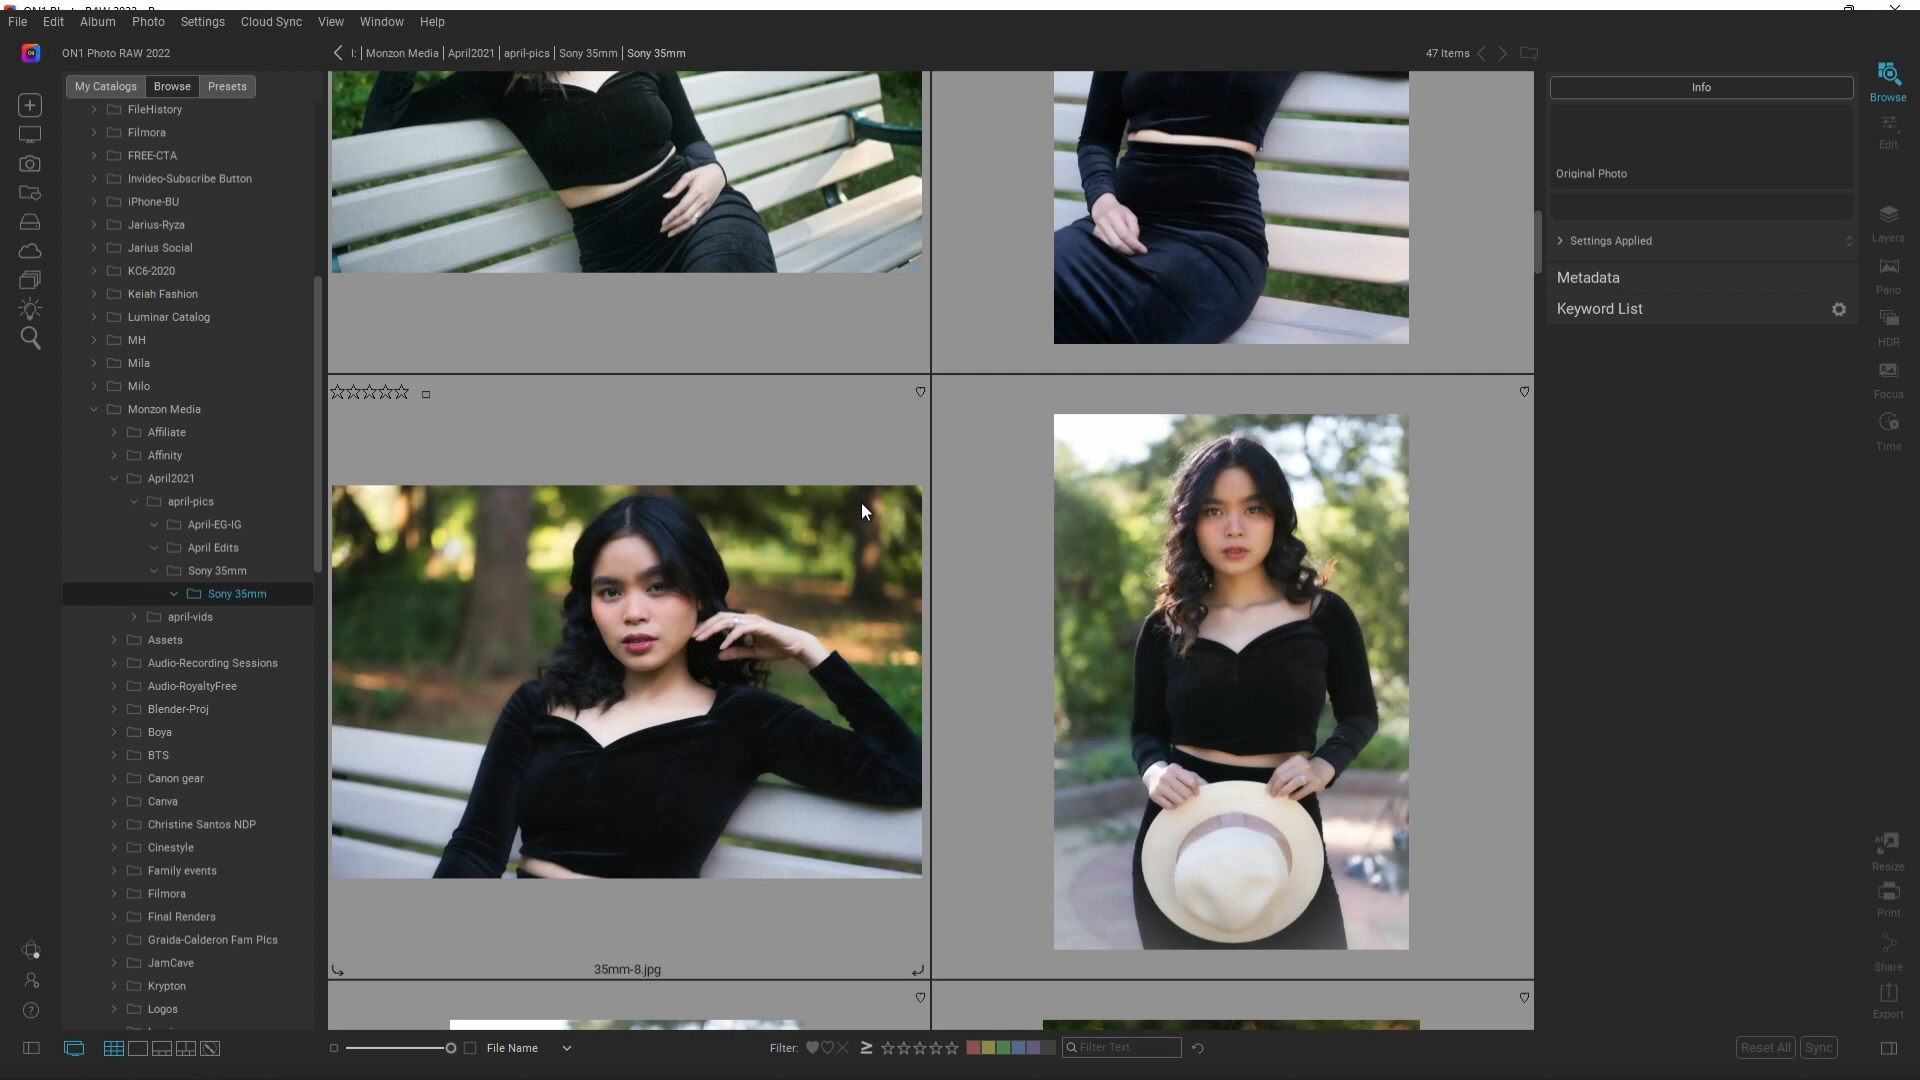 File Edit Album Photo Settings Cloud Sync View Window Help
ON1 Photo RAW 2022
I: Monzon Media April2021 april-pics Sony 35mm Sony 35mm
47 Items
My Catalogs Browse Presets
FileHistory
Filmora
FREE-CTA
Invideo-Subscribe Button
iPhone-BU
Jarius-Ryza
Jarius Social
KC6-2020
Keiah Fashion
Luminar Catalog
MH
Mila
Milo
Monzon Media
Affiliate
Affinity
April2021
april-pics
April-EG-IG
April Edits
Sony 35mm
Sony 35mm
april-vids
Assets
Audio-Recording Sessions
Audio-RoyaltyFree
Blender-Proj
Boya
BTS
Canon gear
Canva
Christine Santos NDP
Cinestyle
Family events
Filmora
Final Renders
Graida-Calderon Fam PIcs
JamCave
Krypton
Logos
35mm-8.jpg
Info
Original Photo
Settings Applied
Metadata
Keyword List
Browse
Edit
Layers
Pano
HDR
Focus
Time
AI
Resize
Print
Share
Export
File Name
Filter:
Filter Text
Reset All Sync